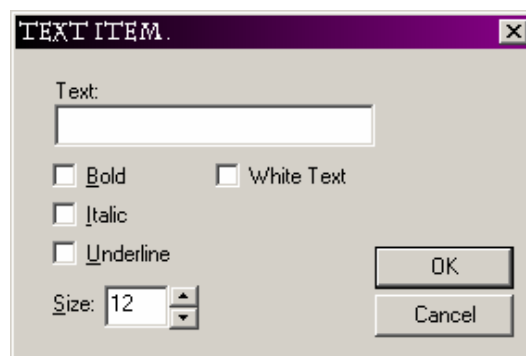 TEXT ITEM.
Text:
Bold
White Text
Italic
Underline
Size: 12
OK
Cancel